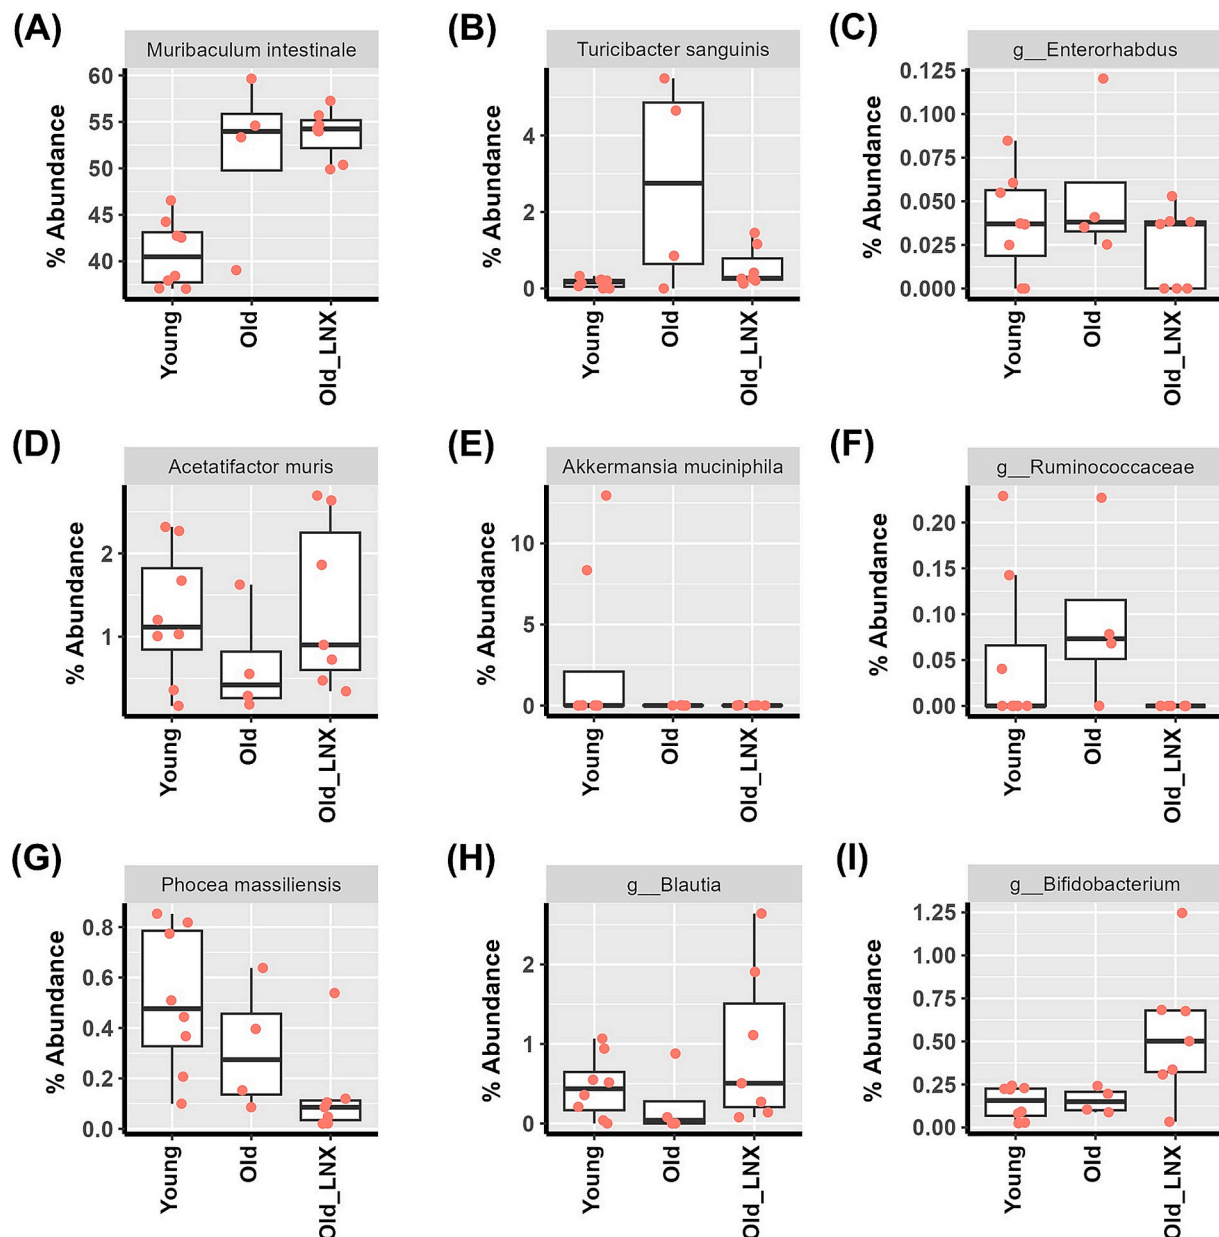 (A)
Muribaculum intestinale
% Abundance
60
55
50
45
40
Young
Old
Old_LNX
(B)
Turicibacter sanguinis
% Abundance
4
2
0
Young
Old
Old_LNX
(C)
g__Enterorhabdus
% Abundance
0.125
0.100
0.075
0.050
0.025
0.000
Young
Old
Old_LNX
(D)
Acetatifactor muris
% Abundance
2
1
Young
Old
Old_LNX
(E)
Akkermansia muciniphila
% Abundance
10
5
0
Young
Old
Old_LNX
(F)
g__Ruminococcaceae
% Abundance
0.20
0.15
0.10
0.05
0.00
Young
Old
Old_LNX
(G)
Phocea massiliensis
% Abundance
0.8
0.6
0.4
0.2
0.0
Young
Old
Old_LNX
(H)
g__Blautia
% Abundance
2
1
0
Young
Old
Old_LNX
(I)
g__Bifidobacterium
% Abundance
1.25
1.00
0.75
0.50
0.25
0.00
Young
Old
Old_LNX